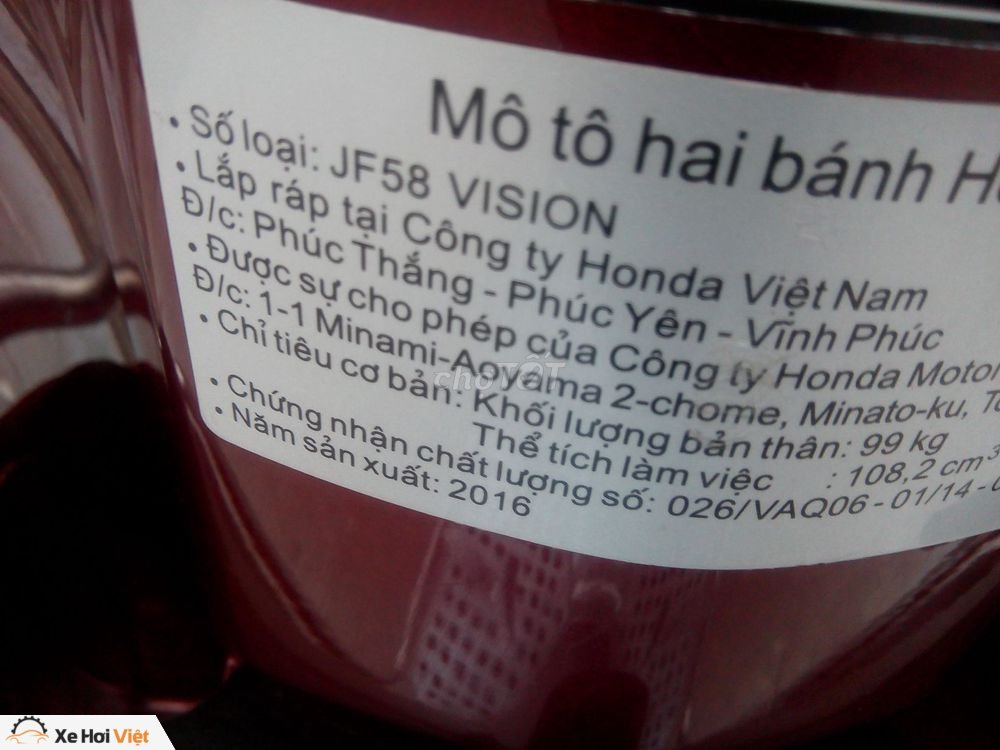 Mô tô hai bánh
• Số loại: JF58 VISION
• Lắp ráp tại Công ty Honda Việt Nam
Đ/c: Phúc Thắng - Phúc Yên - Vĩnh Phúc
• Được sự cho phép của Công ty Honda Motor
Đ/c: 1-1 Minami-Aoyama 2-chome, Minato-ku,
• Chỉ tiêu cơ bản: Khối lượng bản thân: 99 kg
Thể tích làm việc : 108,2 cm³
• Chứng nhận chất lượng số: 026/VAQ06 - 01/14 -
• Năm sản xuất: 2016
choTỐT
Xe Hơi Việt